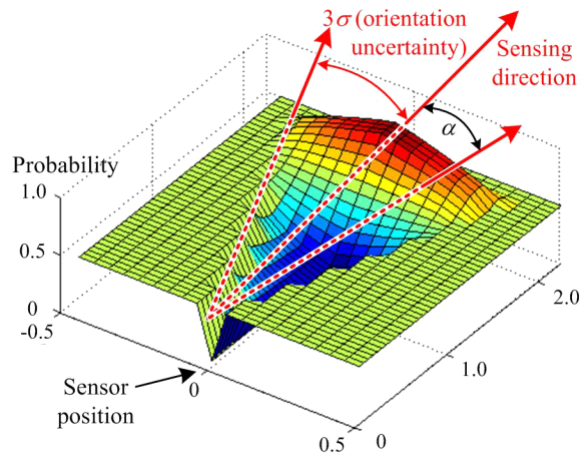 3σ (orientation
uncertainty)
Sensing
direction
α
Probability
1.0
0.5
0
-0.5
2.0
1.0
Sensor
position
0
0.5
0